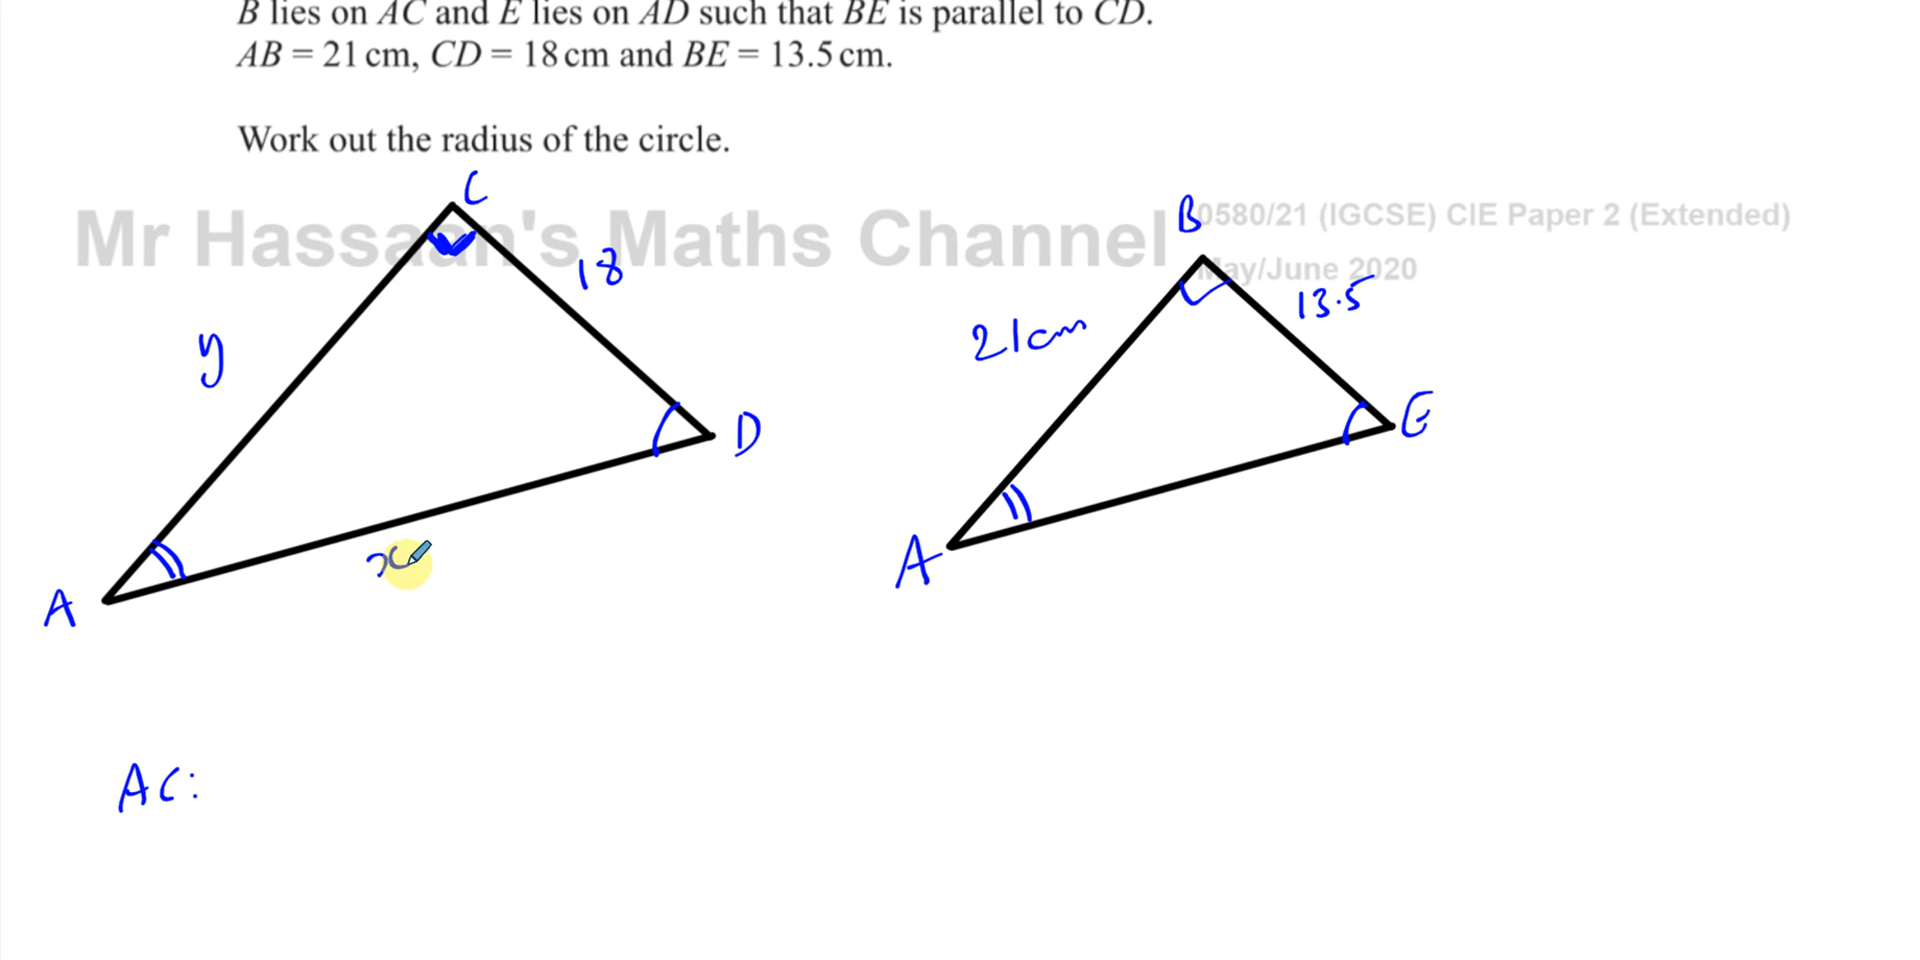 B lies on AC and E lies on AD such that BE is parallel to CD.
AB = 21 cm, CD = 18 cm and BE = 13.5 cm.
Work out the radius of the circle.
Mr Hassaan's Maths Channel
0580/21 (IGCSE) CIE Paper 2 (Extended)
May/June 2020
C
B
18
13.5
21cm
y
D
E
x
A
A
AC: